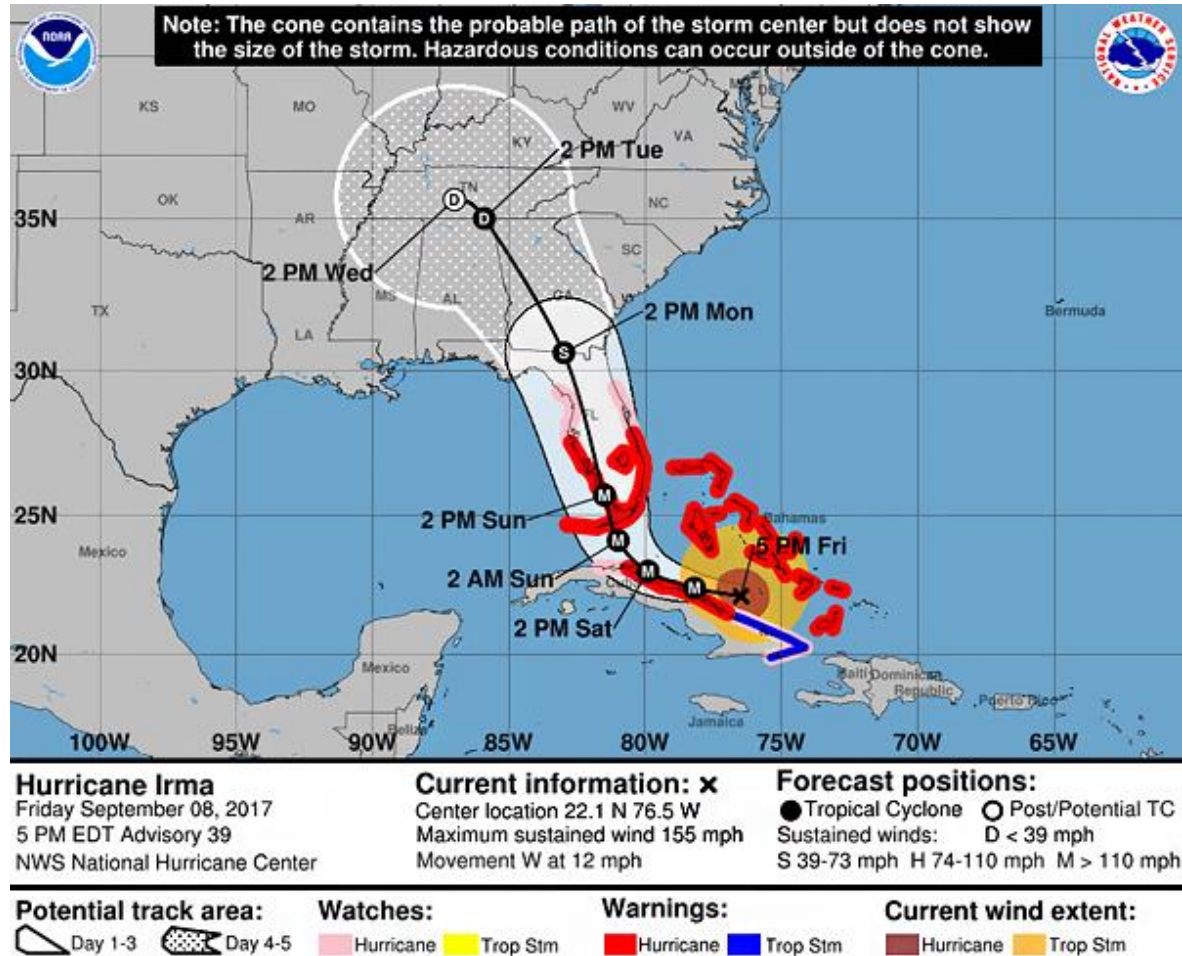 Note: The cone contains the probable path of the storm center but does not show
the size of the storm. Hazardous conditions can occur outside of the cone.
NOAA
NATIONAL WEATHER SERVICE
KS
MO
KY
WV
VA
MD
DE
2 PM Tue
OK
AR
TN
NC
SC
35N
2 PM Wed
TX
LA
MS
AL
GA
2 PM Mon
Bermuda
30N
FL
25N
2 PM Sun
Bahamas
5 PM Fri
Mexico
2 AM Sun
Cuba
2 PM Sat
20N
Mexico
Haiti
Dominican
Republic
Puerto Rico
Jamaica
Belize
100W 95W 90W 85W 80W 75W 70W 65W
D
D
S
M
M
M
M
Hurricane Irma
Friday September 08, 2017
5 PM EDT Advisory 39
NWS National Hurricane Center
Current information: ×
Center location 22.1 N 76.5 W
Maximum sustained wind 155 mph
Movement W at 12 mph
Forecast positions:
Tropical Cyclone Post/Potential TC
Sustained winds: D < 39 mph
S 39-73 mph H 74-110 mph M > 110 mph
Potential track area:
Day 1-3 Day 4-5
Watches:
Hurricane Trop Stm
Warnings:
Hurricane Trop Stm
Current wind extent:
Hurricane Trop Stm